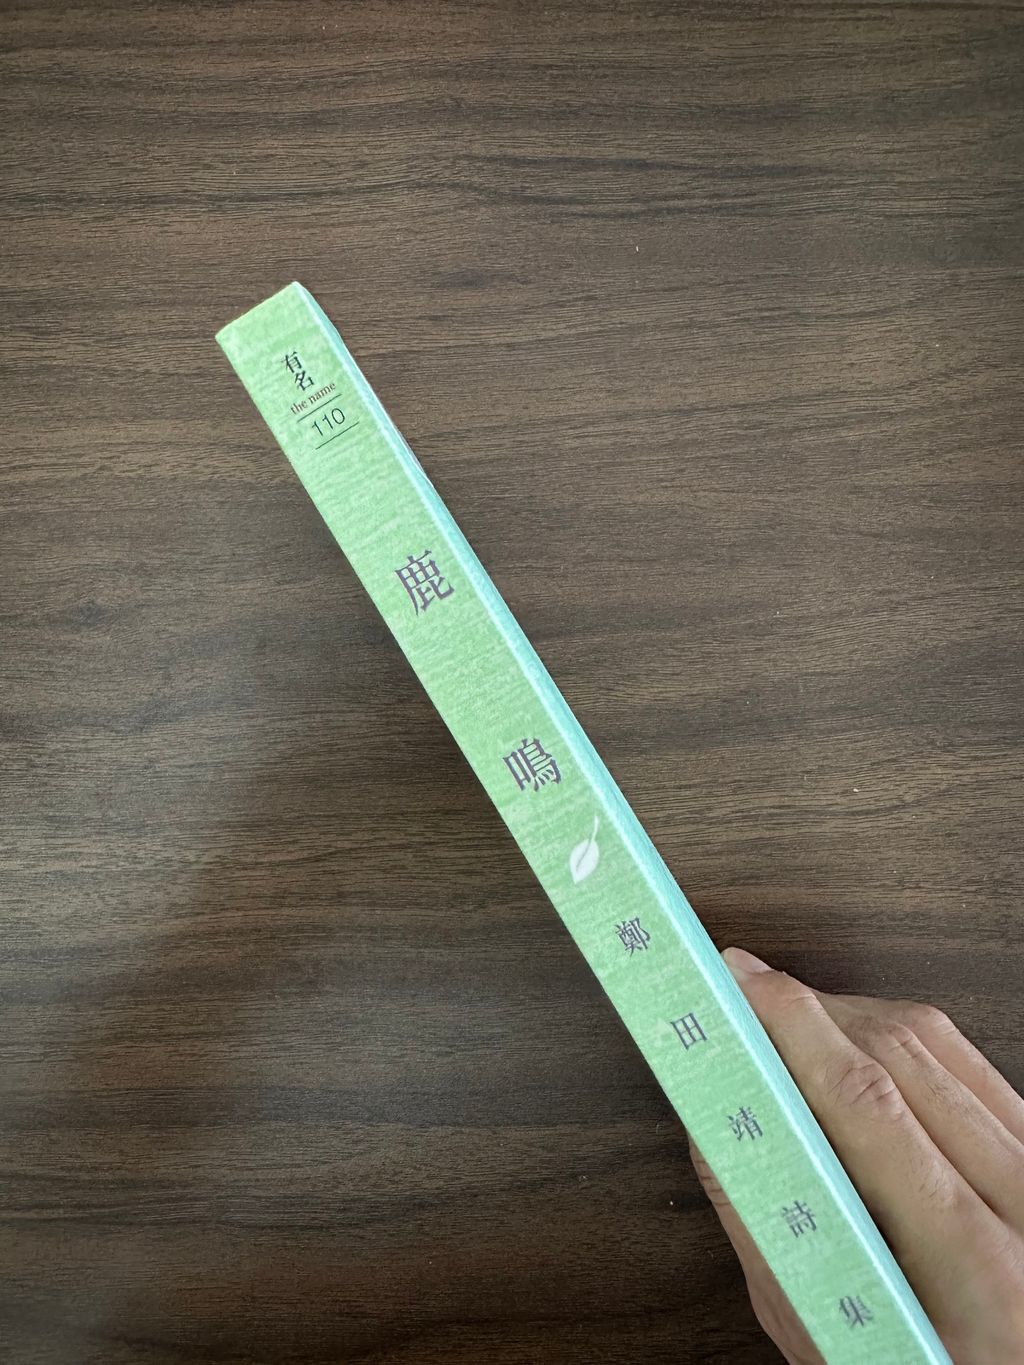 有名
the name
110
鹿鳴
鄭田靖詩集